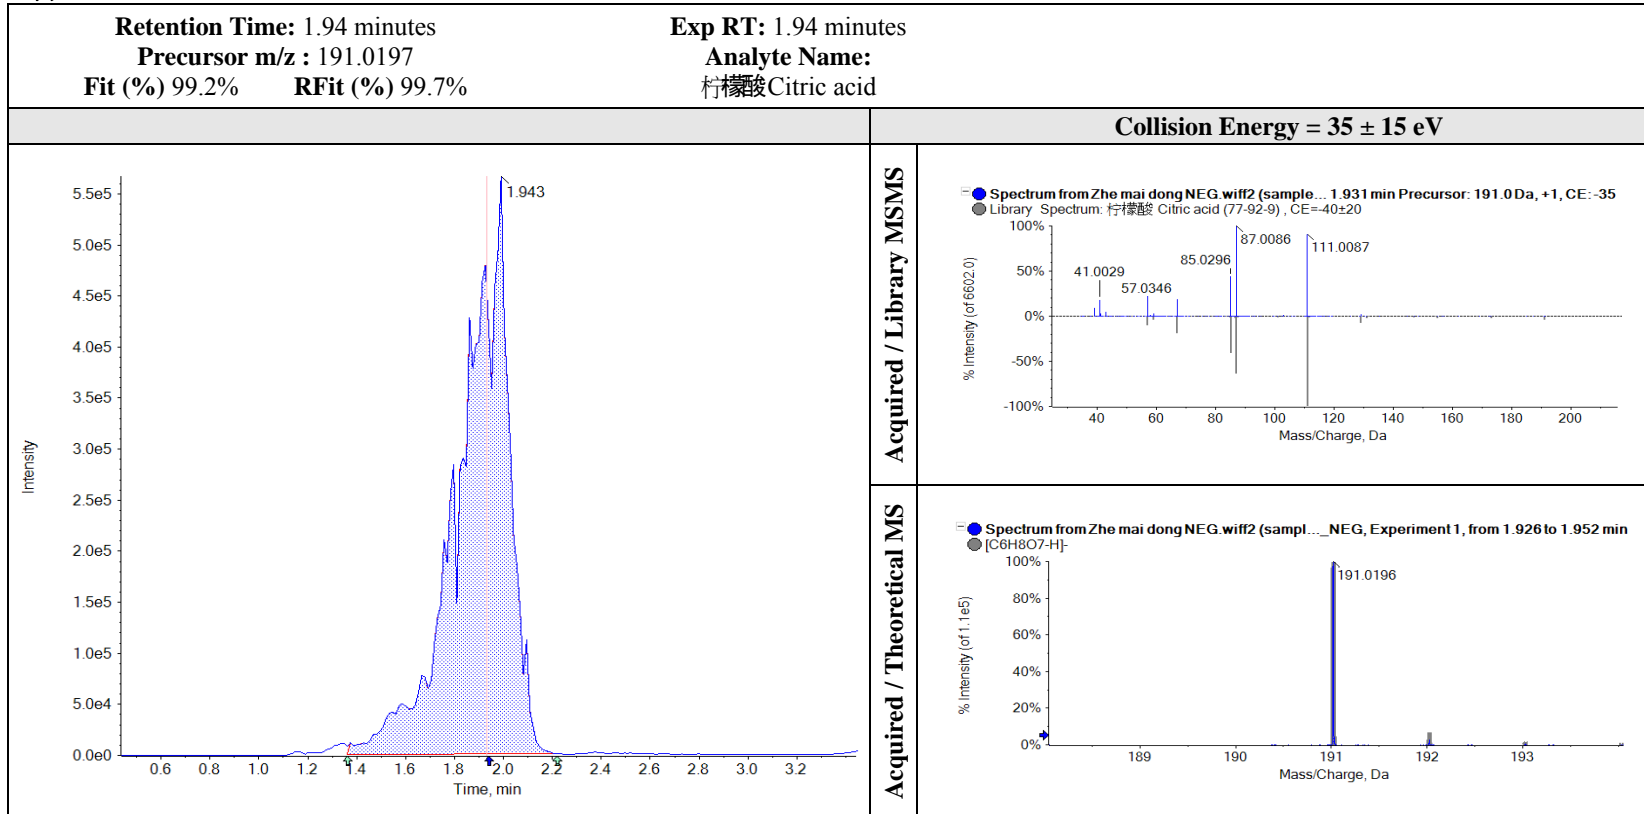 Retention Time: 1.94 minutes
Exp RT: 1.94 minutes
Precursor m/z : 191.0197
Analyte Name:
Fit (%) 99.2% RFit (%) 99.7%
柠檬酸Citric acid
Collision Energy = 35 ± 15 eV
5.5e5
5.0e5
4.5e5
4.0e5
3.5e5
3.0e5
2.5e5
2.0e5
1.5e5
1.0e5
5.0e4
0.0e0
Intensity
1.943
0.6 0.8 1.0 1.2 1.4 1.6 1.8 2.0 2.2 2.4 2.6 2.8 3.0 3.2
Time, min
Acquired / Library MSMS
Spectrum from Zhe mai dong NEG.wiff2 (sample... 1.931 min Precursor: 191.0 Da, +1, CE: -35
Library Spectrum: 柠檬酸 Citric acid (77-92-9) , CE=-40±20
100%
50%
0%
-50%
-100%
% Intensity (of 6602.0)
41.0029
57.0346
85.0296
87.0086
111.0087
40 60 80 100 120 140 160 180 200
Mass/Charge, Da
Acquired / Theoretical MS
Spectrum from Zhe mai dong NEG.wiff2 (sampl..._NEG, Experiment 1, from 1.926 to 1.952 min
[C6H8O7-H]-
100%
80%
60%
40%
20%
0%
% Intensity (of 1.1e5)
191.0196
189 190 191 192 193
Mass/Charge, Da